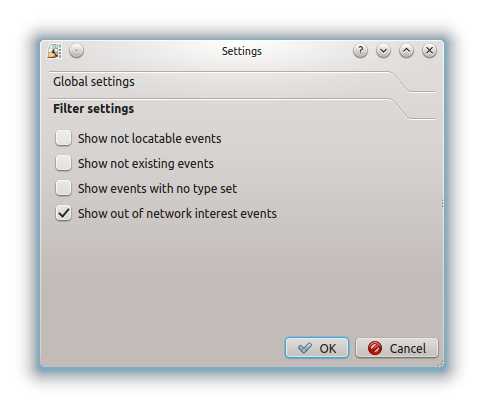 Settings
Global settings
Filter settings
Show not locatable events
Show not existing events
Show events with no type set
Show out of network interest events
OK Cancel